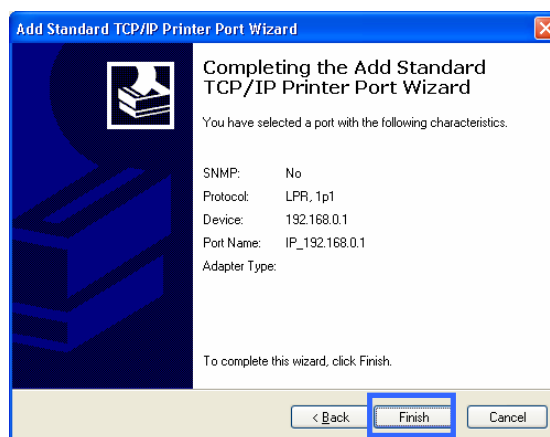 Add Standard TCP/IP Printer Port Wizard
Completing the Add Standard
TCP/IP Printer Port Wizard
You have selected a port with the following characteristics.
SNMP: No
Protocol: LPR, 1p1
Device: 192.168.0.1
Port Name: IP_192.168.0.1
Adapter Type:
To complete this wizard, click Finish.
< Back Finish Cancel